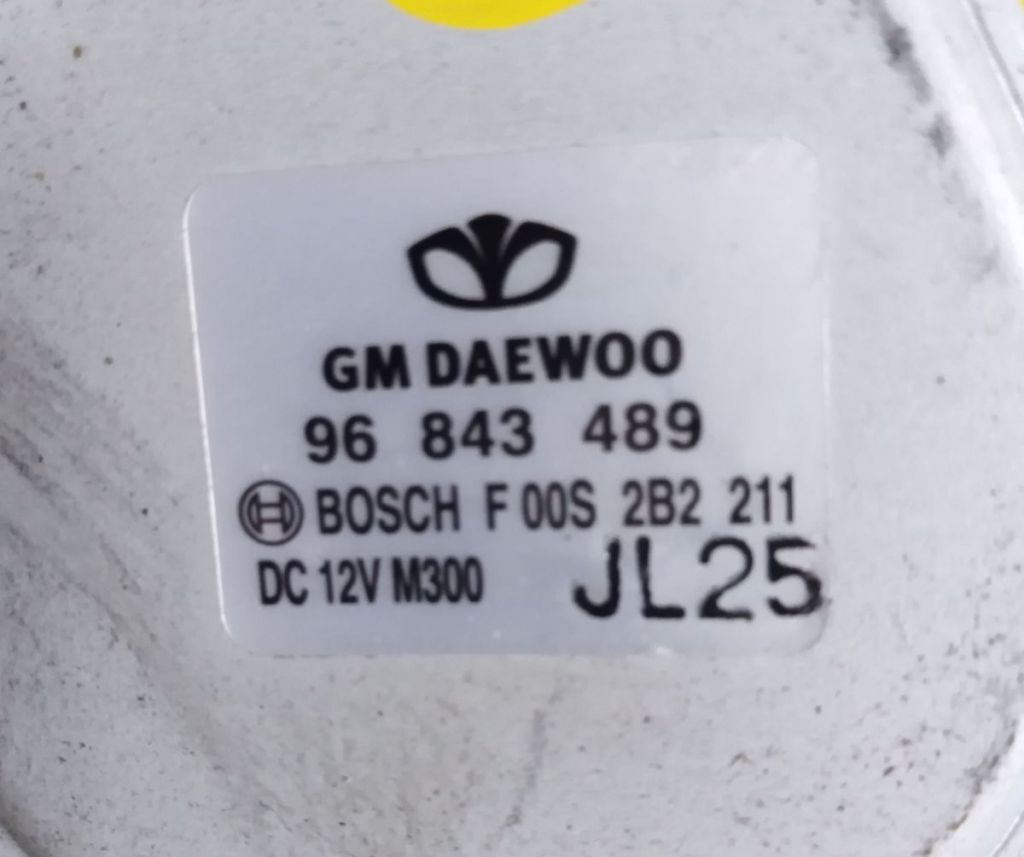 GM DAEWOO
96 843 489
BOSCH F 00S 2B2 211
DC 12V M300 JL25